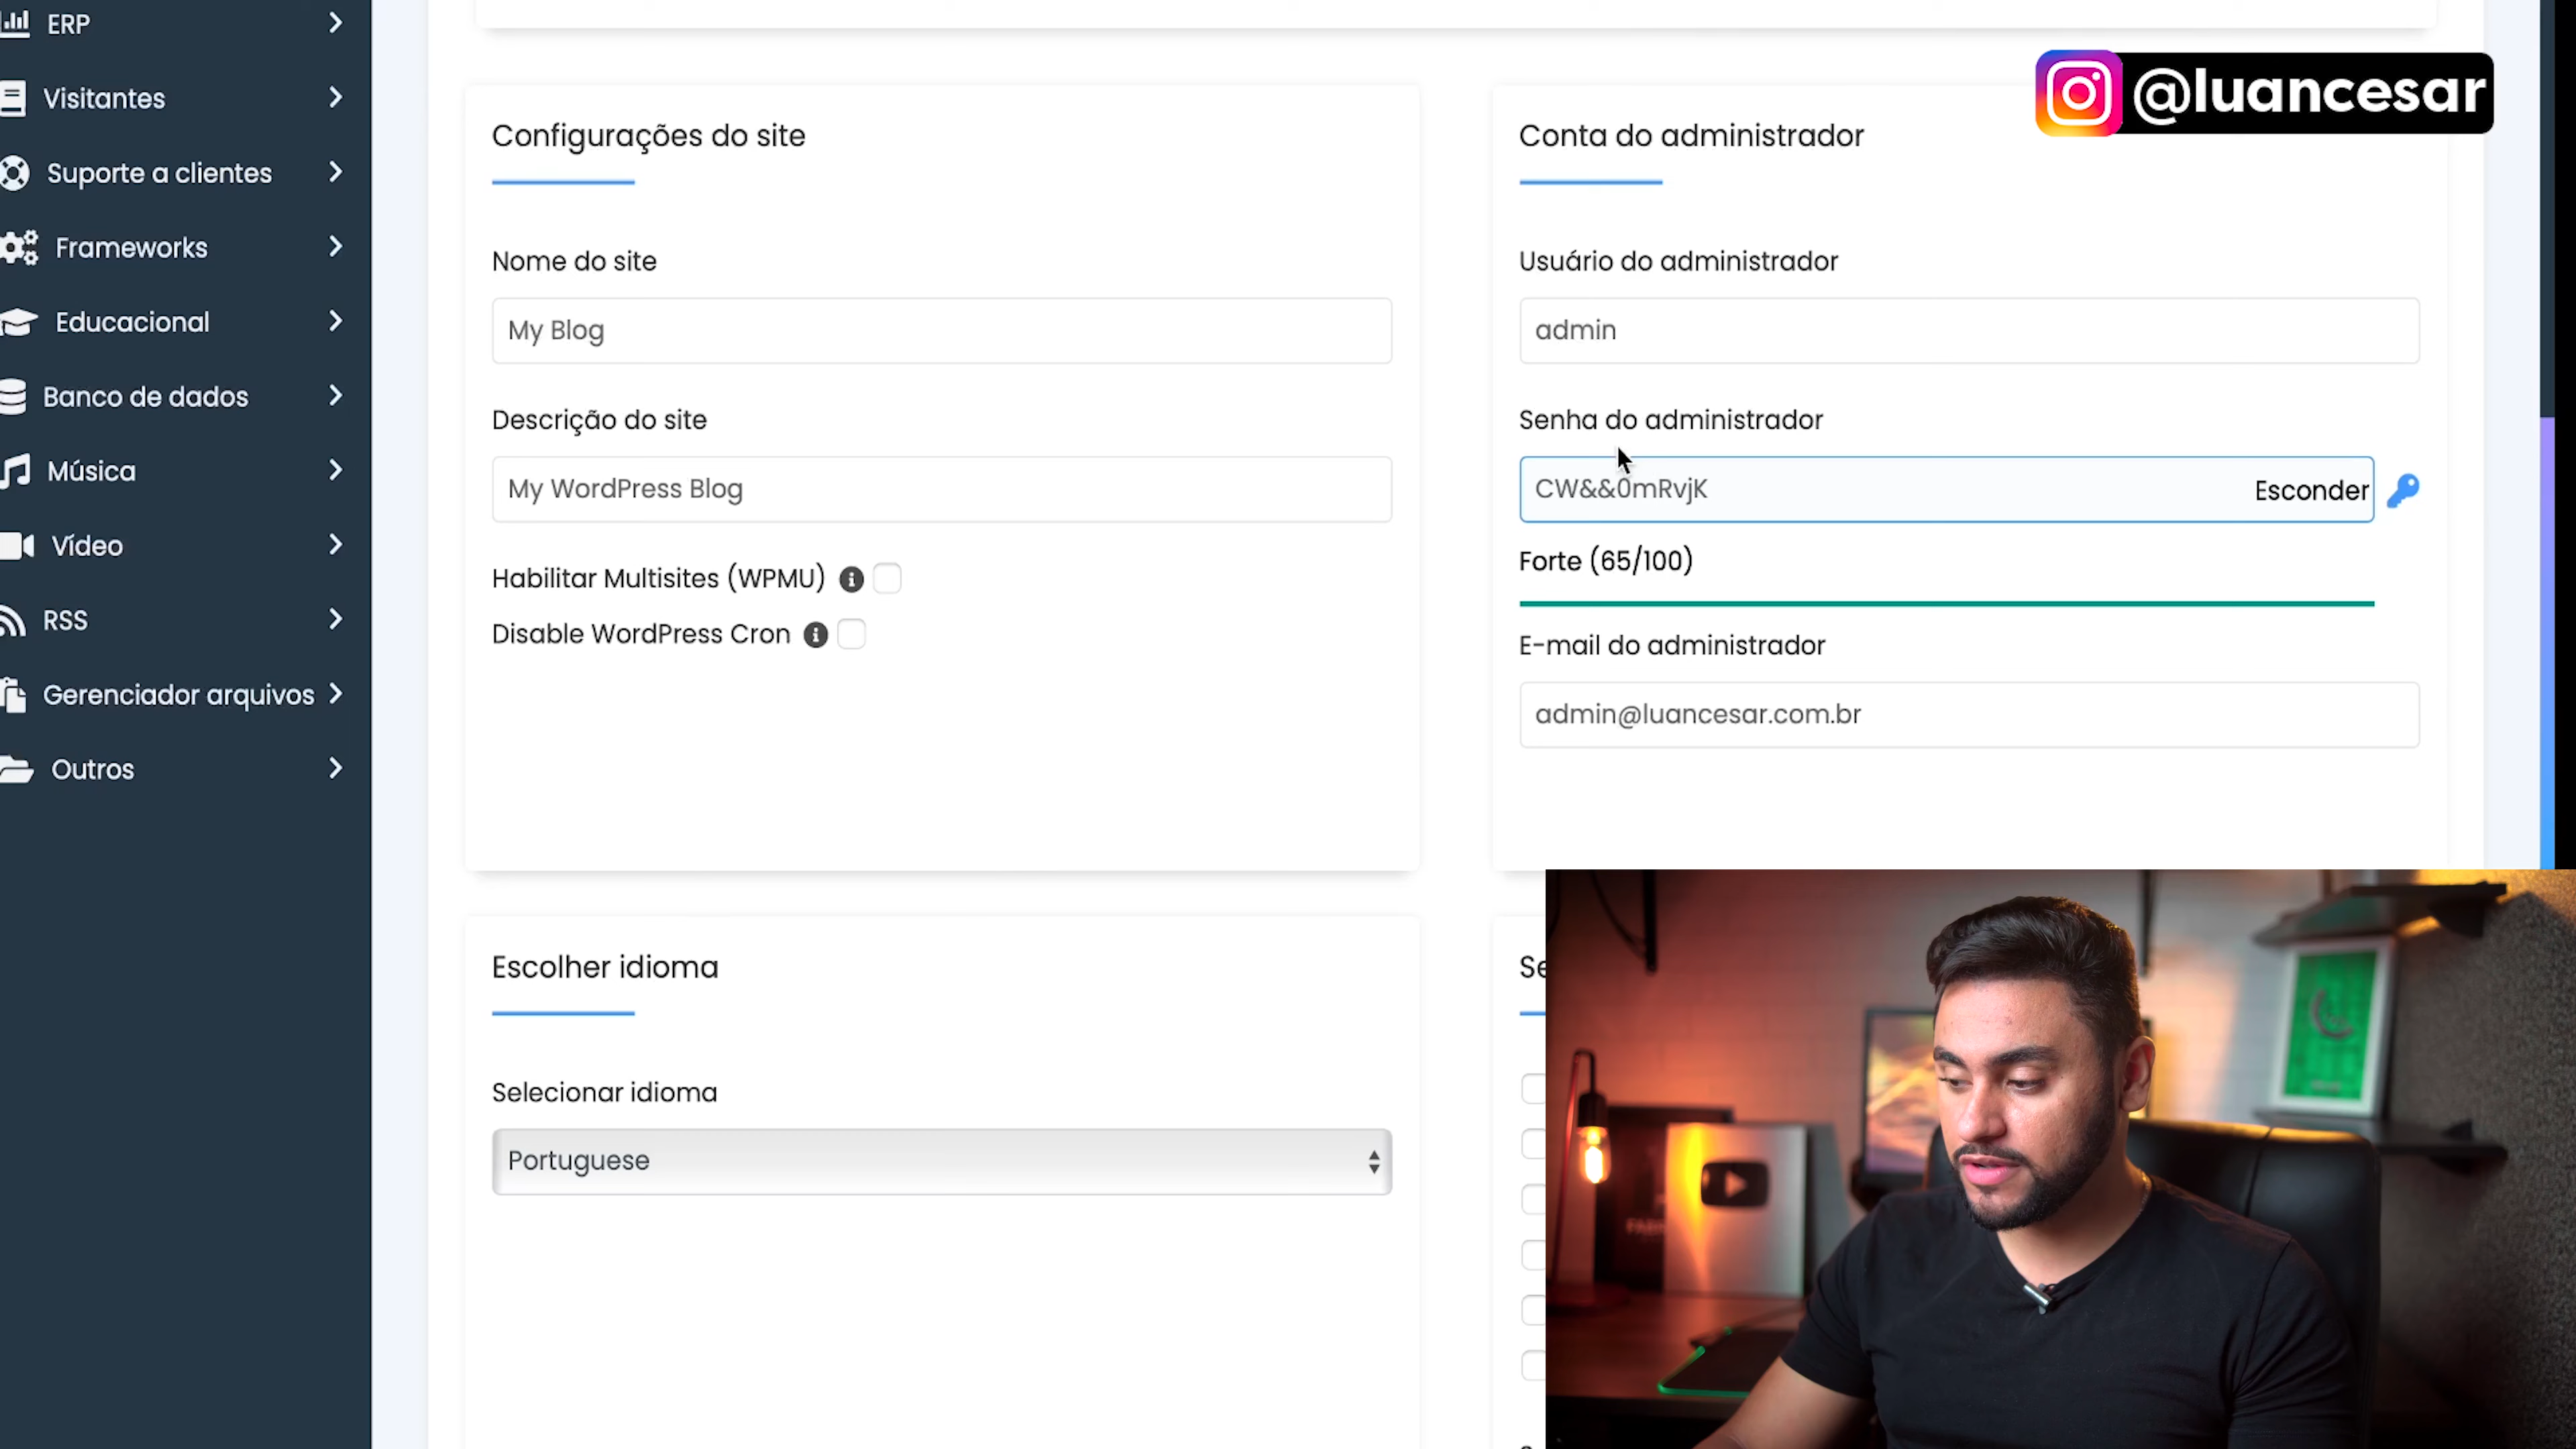 ERP
Visitantes
Suporte a clientes
Frameworks
Educacional
Banco de dados
Música
Vídeo
RSS
Gerenciador arquivos
Outros
Configurações do site
Nome do site
My Blog
Descrição do site
My WordPress Blog
Habilitar Multisites (WPMU)
Disable WordPress Cron
@luancesar
Conta do administrador
Usuário do administrador
admin
Senha do administrador
CW&&0mRvjK
Esconder
Forte (65/100)
E-mail do administrador
admin@luancesar.com.br
Escolher idioma
Selecionar idioma
Portuguese
Se